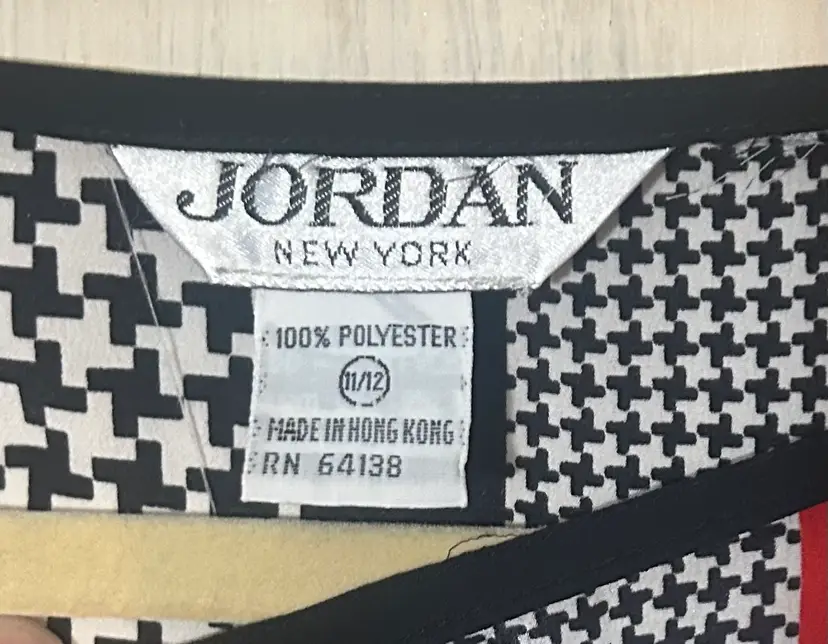 JORDAN
NEW YORK
100% POLYESTER
11/12
MADE IN HONG KONG
RN 64138